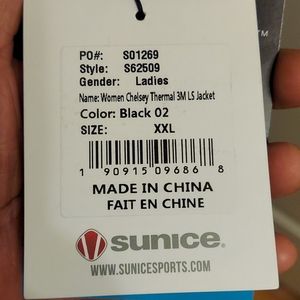 TM
PO#: S01269
Style: S62509
Gender: Ladies
Name: Women Chelsey Thermal 3M LS Jacket
Color: Black 02
SIZE: XXL
1 90915 09686 8
MADE IN CHINA
FAIT EN CHINE
sunice®
WWW.SUNICESPORTS.COM